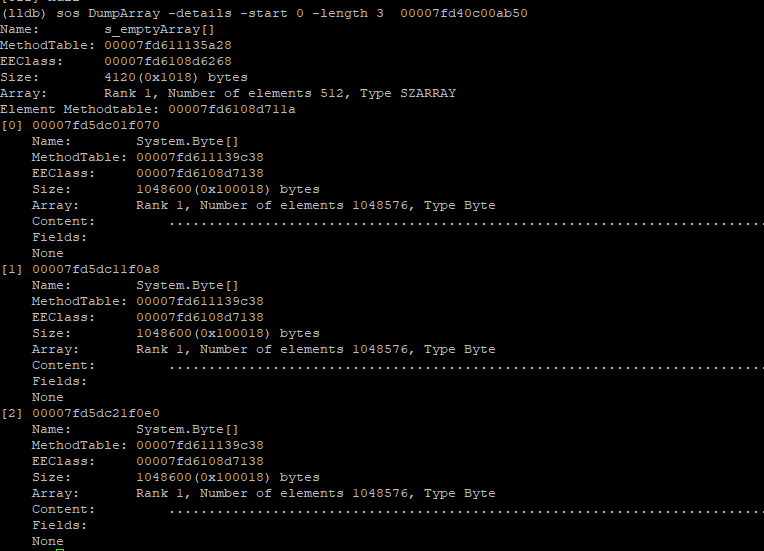 (lldb) sos DumpArray -details -start 0 -length 3  00007fd40c00ab50
Name:        s_emptyArray[]
MethodTable: 00007fd611135a28
EEClass:     00007fd6108d6268
Size:        4120(0x1018) bytes
Array:       Rank 1, Number of elements 512, Type SZARRAY
Element Methodtable: 00007fd6108d711a
[0] 00007fd5dc01f070
    Name:        System.Byte[]
    MethodTable: 00007fd611139c38
    EEClass:     00007fd6108d7138
    Size:        1048600(0x100018) bytes
    Array:       Rank 1, Number of elements 1048576, Type Byte
    Content:         ...........................................................................
    Fields:
    None
[1] 00007fd5dc11f0a8
    Name:        System.Byte[]
    MethodTable: 00007fd611139c38
    EEClass:     00007fd6108d7138
    Size:        1048600(0x100018) bytes
    Array:       Rank 1, Number of elements 1048576, Type Byte
    Content:         ...........................................................................
    Fields:
    None
[2] 00007fd5dc21f0e0
    Name:        System.Byte[]
    MethodTable: 00007fd611139c38
    EEClass:     00007fd6108d7138
    Size:        1048600(0x100018) bytes
    Array:       Rank 1, Number of elements 1048576, Type Byte
    Content:         ...........................................................................
    Fields:
    None